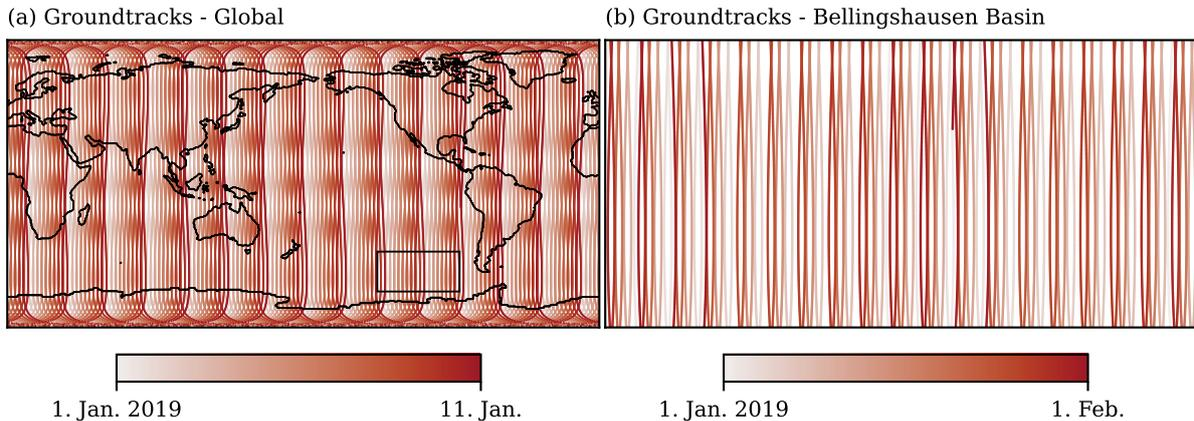 (a) Groundtracks - Global
(b) Groundtracks - Bellingshausen Basin
1. Jan. 2019
11. Jan.
1. Jan. 2019
1. Feb.